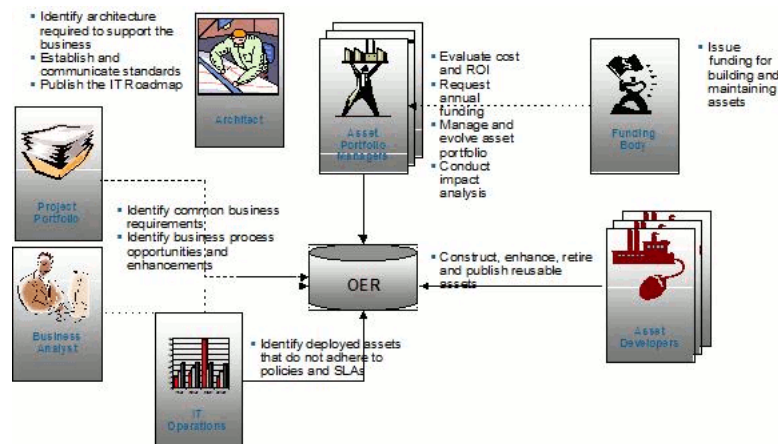 Identify architecture
required to support the
business
Establish and
communicate standards
Publish the IT Roadmap
Architect
Asset
Portfolio
Managers
Evaluate cost
and ROI
Request
annual
funding
Manage and
evolve asset
portfolio
Conduct
impact
analysis
Funding
Body
Issue
funding for
building and
maintaining
assets
Project
Portfolio
Identify common business
requirements
Identify business process
opportunities and
enhancements
OER
Construct, enhance, retire
and publish reusable
assets
Asset
Developers
Business
Analyst
Identify deployed assets
that do not adhere to
policies and SLAs
IT
Operations